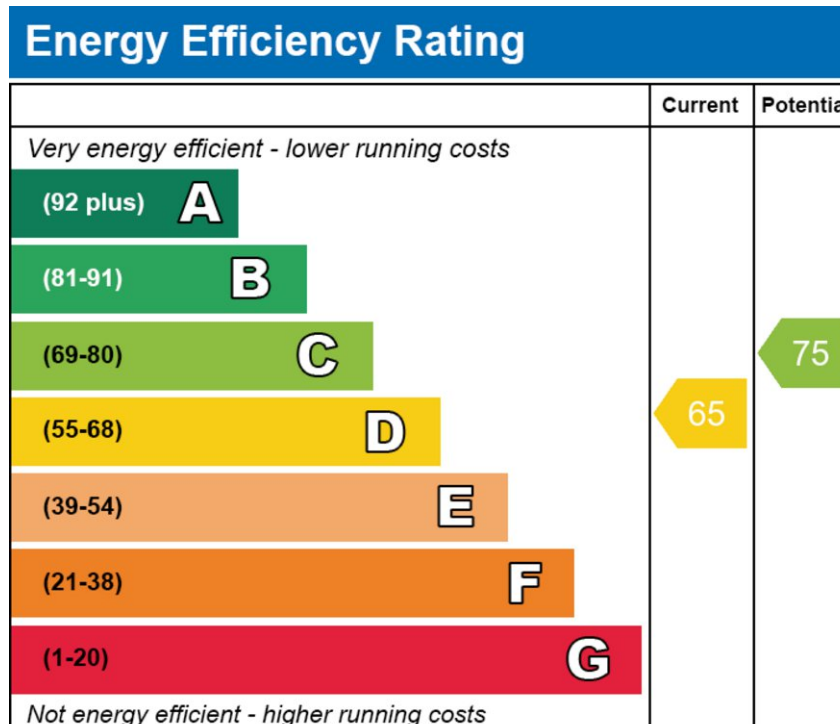 Energy Efficiency Rating
Current Potentia
Very energy efficient - lower running costs
(92 plus) A
(81-91) B
(69-80) C
75
(55-68) D
65
(39-54) E
(21-38) F
(1-20) G
Not energy efficient - higher running costs